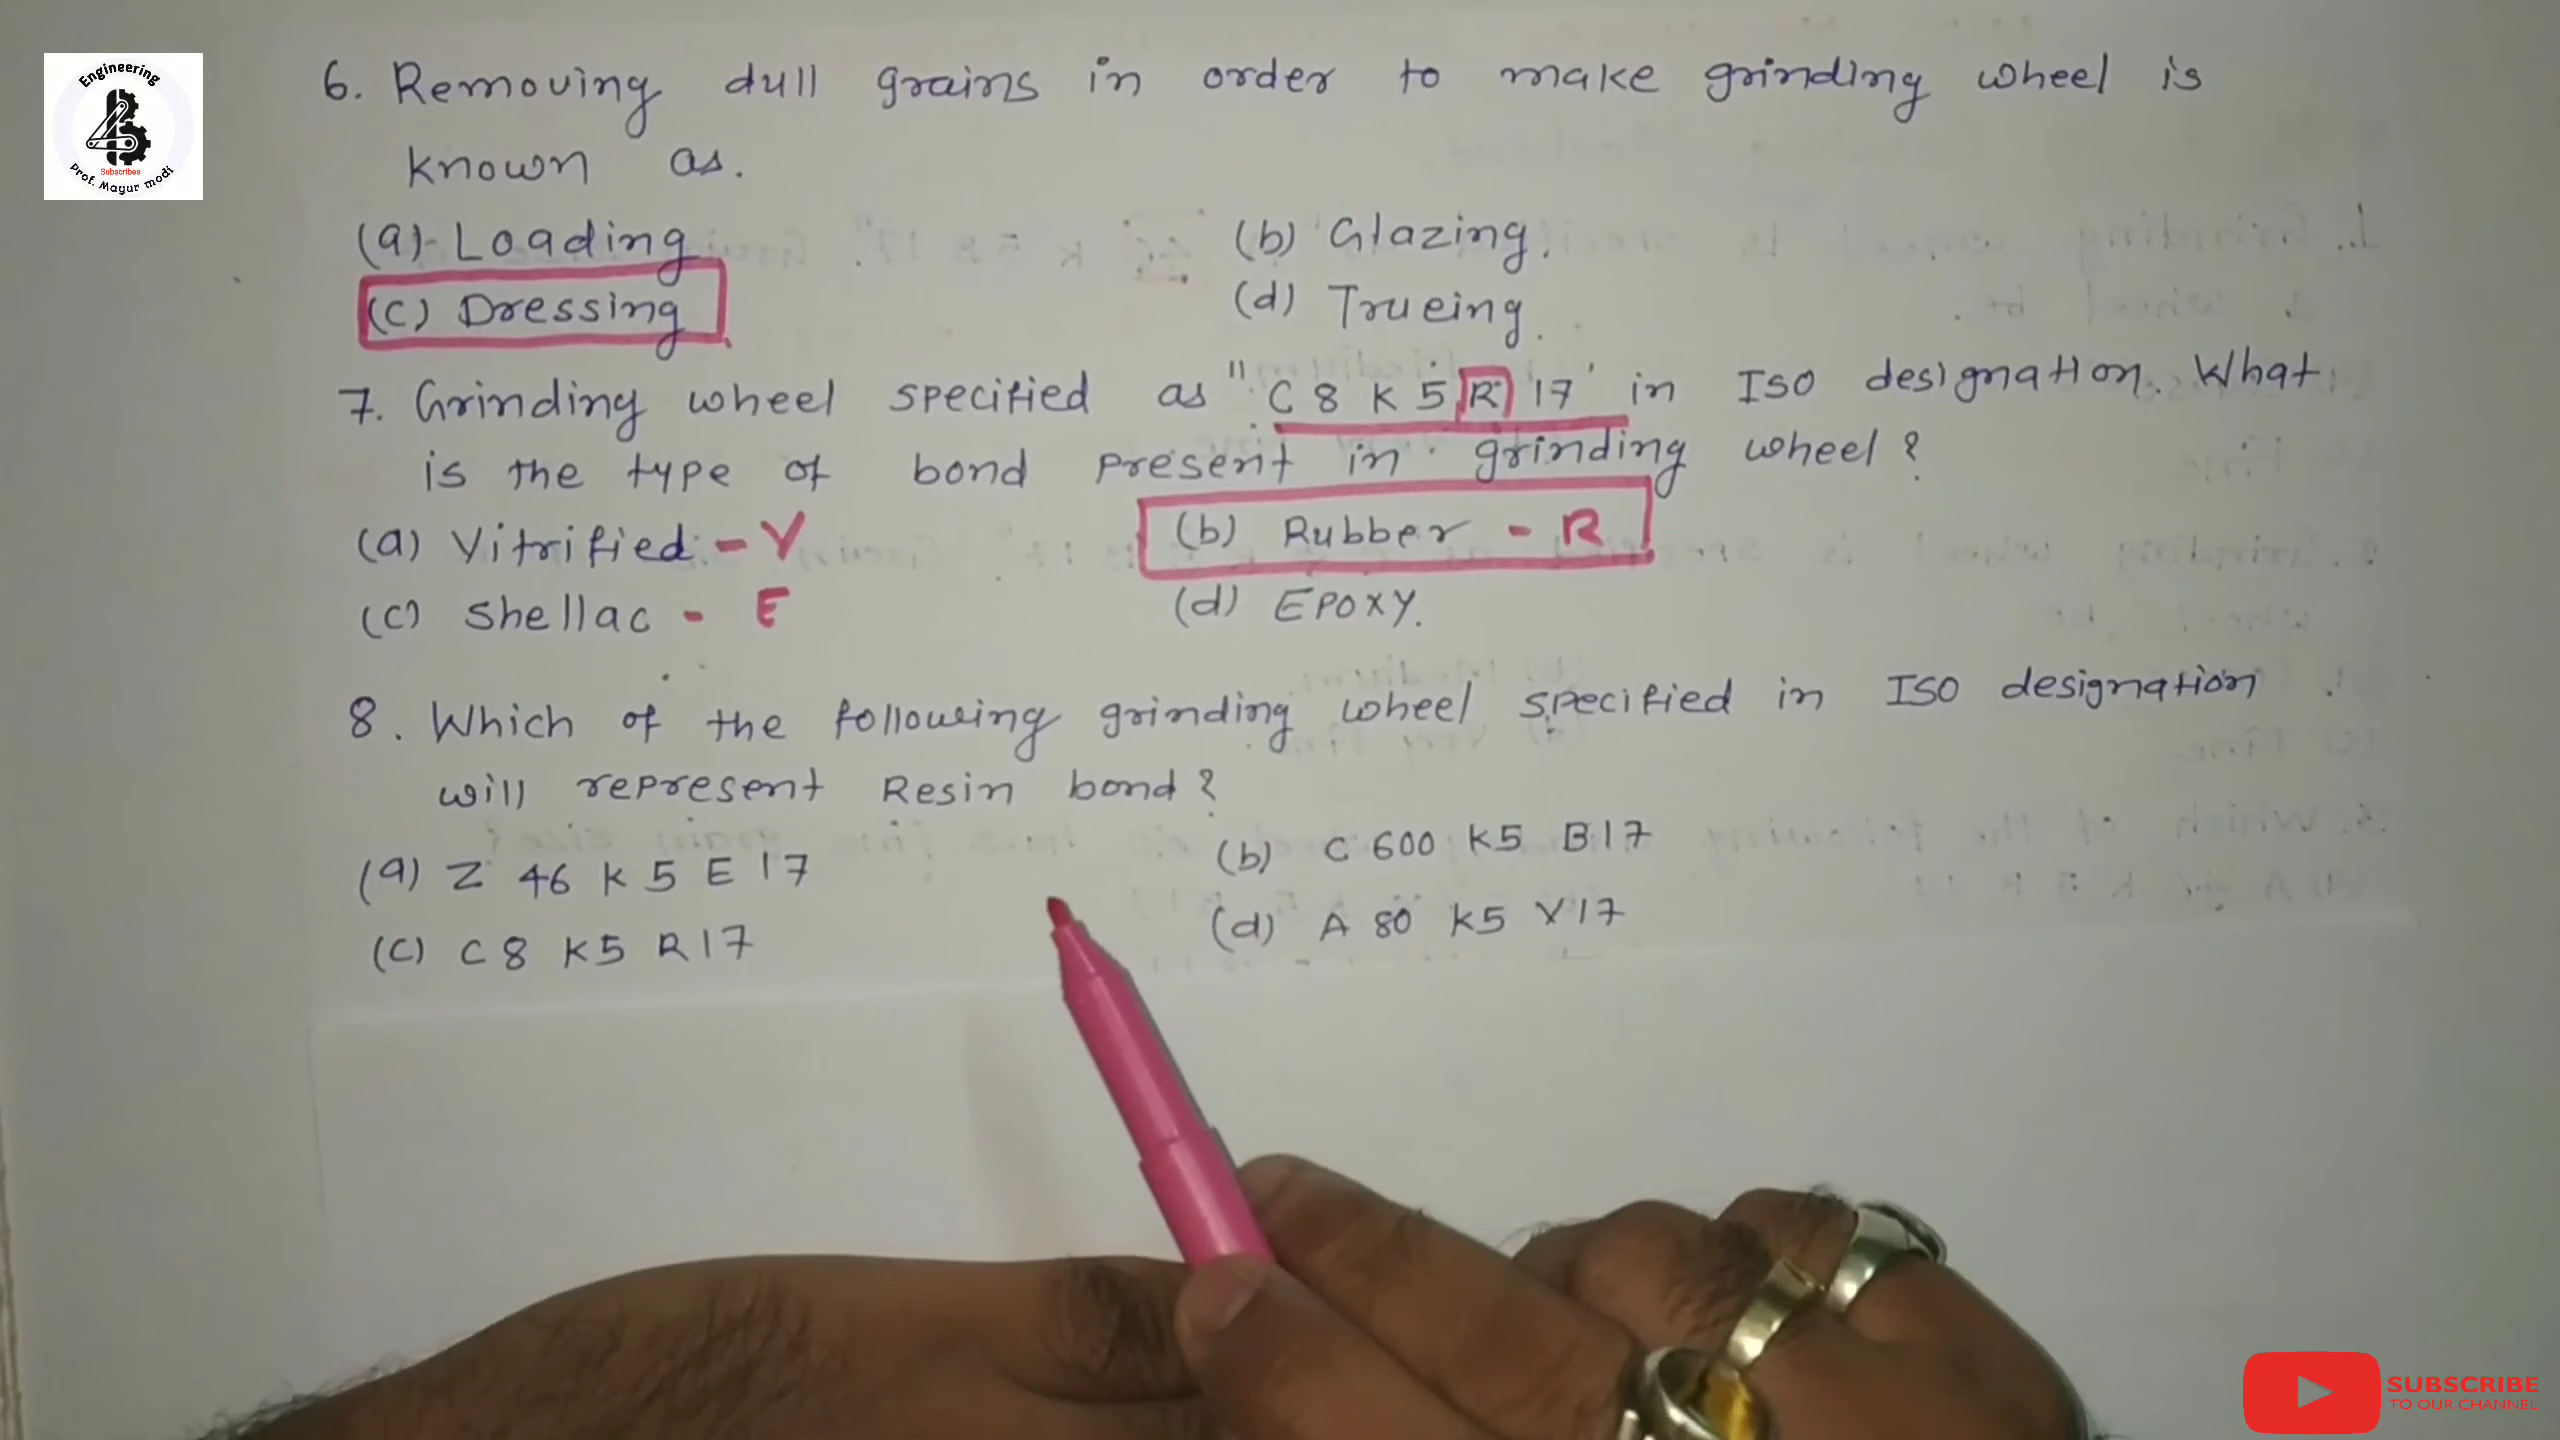 Engineering
Subscribes
Prof. Mayur modi
6. Removing dull grains in order to make grinding wheel is
known as.
(a) Loading (b) Glazing.
(c) Dressing (d) Trueing.
7. Grinding wheel specified as "C 8 K 5 R 17' in ISO designation. What
is the type of bond present in grinding wheel?
(a) Vitrified - V (b) Rubber - R
(c) Shellac - E (d) EPOXY.
8. Which of the following grinding wheel specified in ISO designation
will represent Resin bond?
(a) Z 46 K 5 E 17 (b) C 600 K5 B17
(c) C 8 K5 R17 (d) A 80 K5 V17
SUBSCRIBE
TO OUR CHANNEL